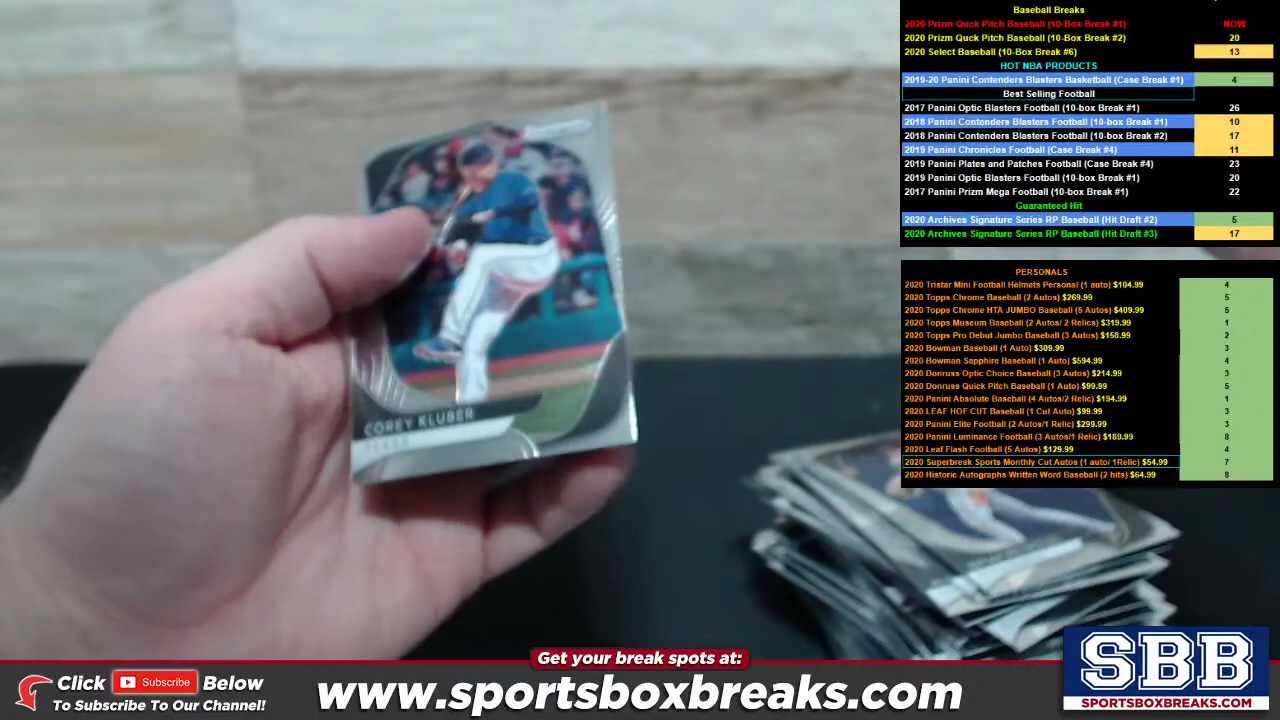 Baseball Breaks
2020 Prizm Quck Pitch Baseball (10-Box Break #1) NOW
2020 Prizm Quck Pitch Baseball (10-Box Break #2) 20
2020 Select Baseball (10-Box Break #6) 13
HOT NBA PRODUCTS
2019-20 Panini Contenders Blasters Basketball (Case Break #1) 4
Best Selling Football
2017 Panini Optic Blasters Football (10-box Break #1) 26
2018 Panini Contenders Blasters Football (10-box Break #1) 10
2018 Panini Contenders Blasters Football (10-box Break #2) 17
2019 Panini Chronicles Football (Case Break #4) 11
2019 Panini Plates and Patches Football (Case Break #4) 23
2019 Panini Optic Blasters Football (10-box Break #1) 20
2017 Panini Prizm Mega Football (10-box Break #1) 22
Guaranteed Hit
2020 Archives Signature Series RP Baseball (Hit Draft #2) 5
2020 Archives Signature Series RP Baseball (Hit Draft #3) 17
PERSONALS
2020 Tristar Mini Football Helmets Personal (1 auto) $104.99 4
2020 Topps Chrome Baseball (2 Autos) $269.99 5
2020 Topps Chrome HTA JUMBO Baseball (5 Autos) $409.99 5
2020 Topps Museum Baseball (2 Autos/ 2 Relics) $319.99 1
2020 Topps Pro Debut Jumbo Baseball (3 Autos) $158.99 2
2020 Bowman Baseball (1 Auto) $309.99 3
2020 Bowman Sapphire Baseball (1 Auto) $594.99 4
2020 Donruss Optic Choice Baseball (3 Autos) $214.99 3
2020 Donruss Quick Pitch Baseball (1 Auto) $99.99 5
2020 Panini Absolute Baseball (4 Autos/2 Relic) $194.99 1
2020 LEAF HOF CUT Baseball (1 Cut Auto) $99.99 3
2020 Panini Elite Football (2 Autos/1 Relic) $299.99 3
2020 Panini Luminance Football (3 Autos/1 Relic) $189.99 8
2020 Leaf Flash Football (5 Autos) $129.99 4
2020 Superbreak Sports Monthly Cut Autos (1 auto/ 1Relic) $54.99 7
2020 Historic Autographs Written Word Baseball (2 hits) $64.99 8
COREY KLUBER
Get your break spots at:
Click Subscribe Below
To Subscribe To Our Channel!
www.sportsboxbreaks.com
SBB
SPORTSBOXBREAKS.COM